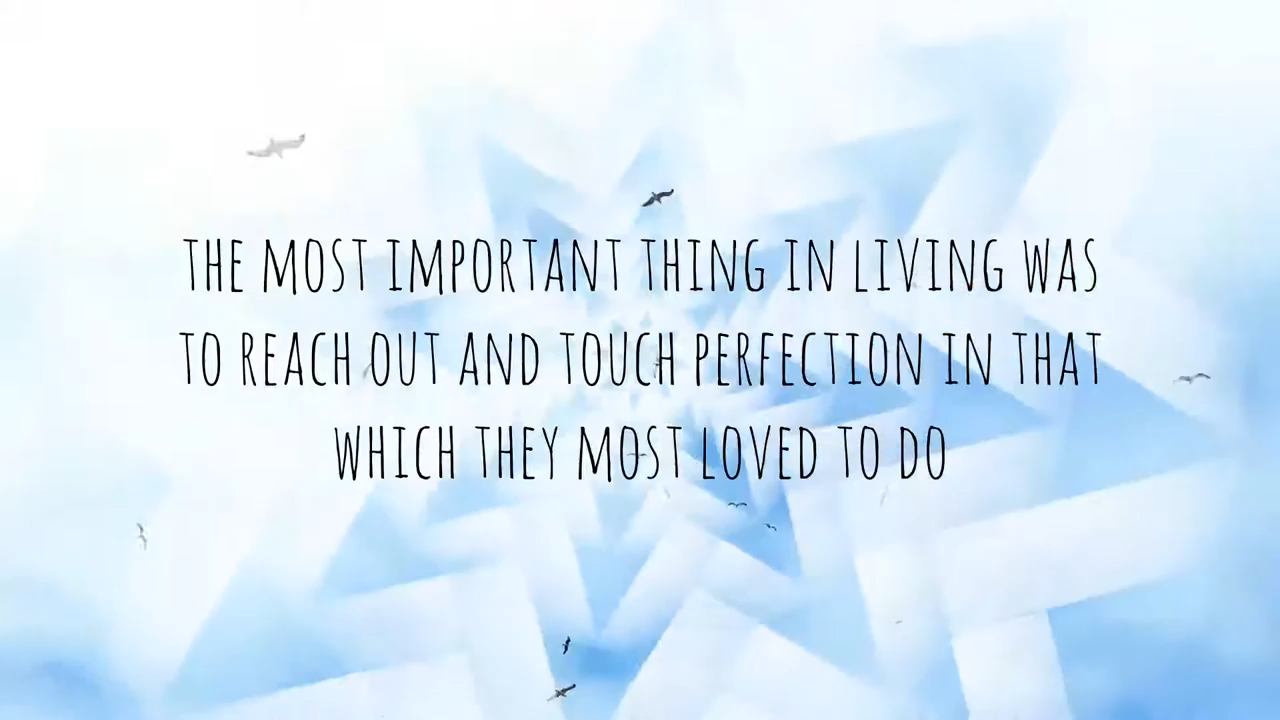 THE MOST IMPORTANT THING IN LIVING WAS
TO REACH OUT AND TOUCH PERFECTION IN THAT
WHICH THEY MOST LOVED TO DO